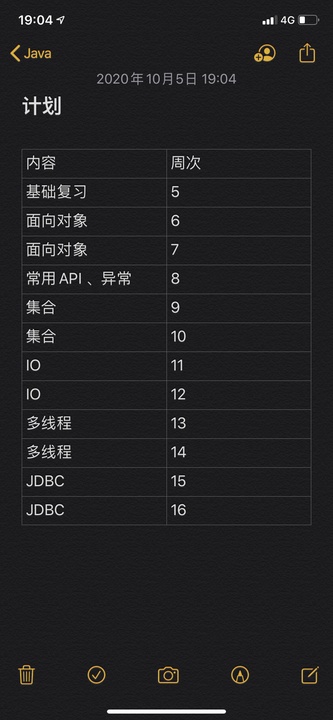 19:04 4G
Java
2020年10月5日 19:04
计划
内容 周次
基础复习 5
面向对象 6
面向对象 7
常用API、异常 8
集合 9
集合 10
IO 11
IO 12
多线程 13
多线程 14
JDBC 15
JDBC 16